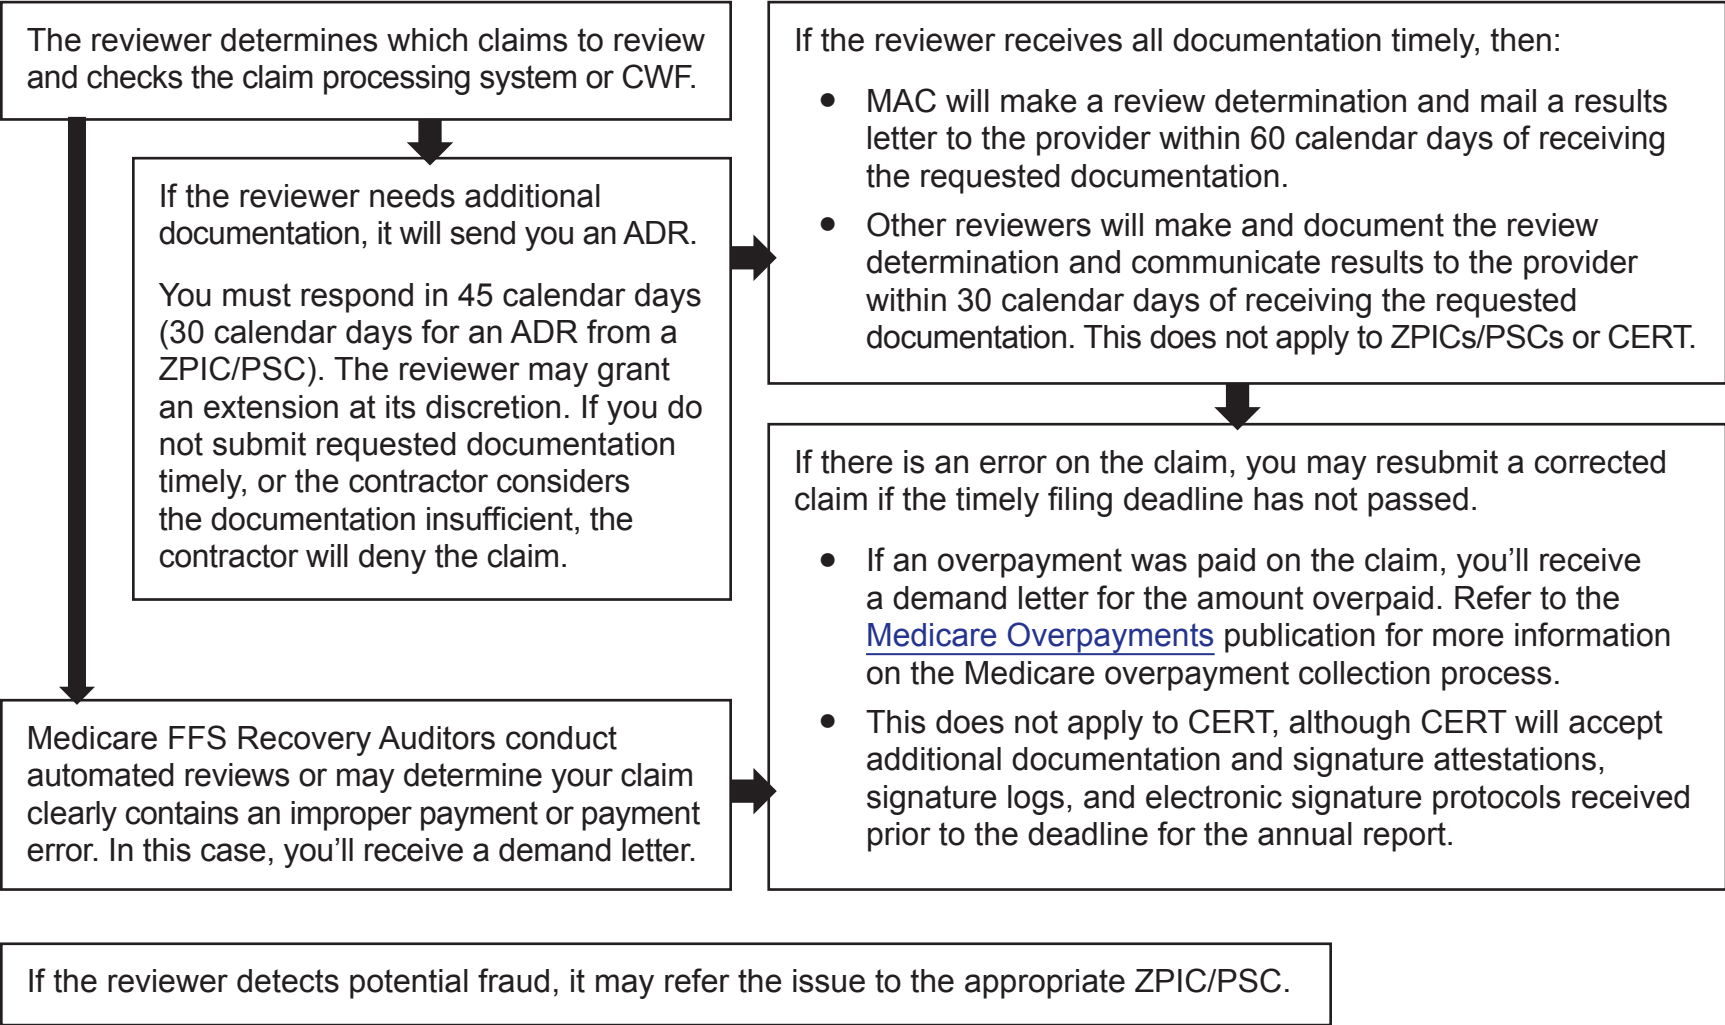 The reviewer determines which claims to review
and checks the claim processing system or CWF.
If the reviewer needs additional
documentation, it will send you an ADR.
You must respond in 45 calendar days
(30 calendar days for an ADR from a
ZPIC/PSC). The reviewer may grant
an extension at its discretion. If you do
not submit requested documentation
timely, or the contractor considers
the documentation insufficient, the
contractor will deny the claim.
Medicare FFS Recovery Auditors conduct
automated reviews or may determine your claim
clearly contains an improper payment or payment
error. In this case, you’ll receive a demand letter.
If the reviewer receives all documentation timely, then:
● MAC will make a review determination and mail a results
letter to the provider within 60 calendar days of receiving
the requested documentation.
● Other reviewers will make and document the review
determination and communicate results to the provider
within 30 calendar days of receiving the requested
documentation. This does not apply to ZPICs/PSCs or CERT.
If there is an error on the claim, you may resubmit a corrected
claim if the timely filing deadline has not passed.
● If an overpayment was paid on the claim, you’ll receive
a demand letter for the amount overpaid. Refer to the
Medicare Overpayments publication for more information
on the Medicare overpayment collection process.
● This does not apply to CERT, although CERT will accept
additional documentation and signature attestations,
signature logs, and electronic signature protocols received
prior to the deadline for the annual report.
If the reviewer detects potential fraud, it may refer the issue to the appropriate ZPIC/PSC.